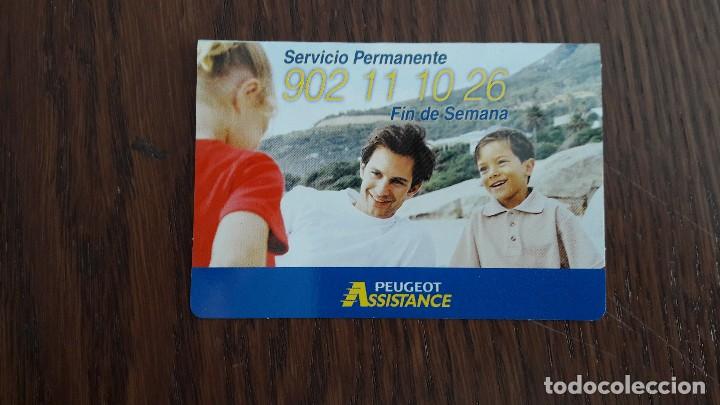 Servicio Permanente
902 11 10 26
Fin de Semana
PEUGEOT
ASSISTANCE
todocoleccion